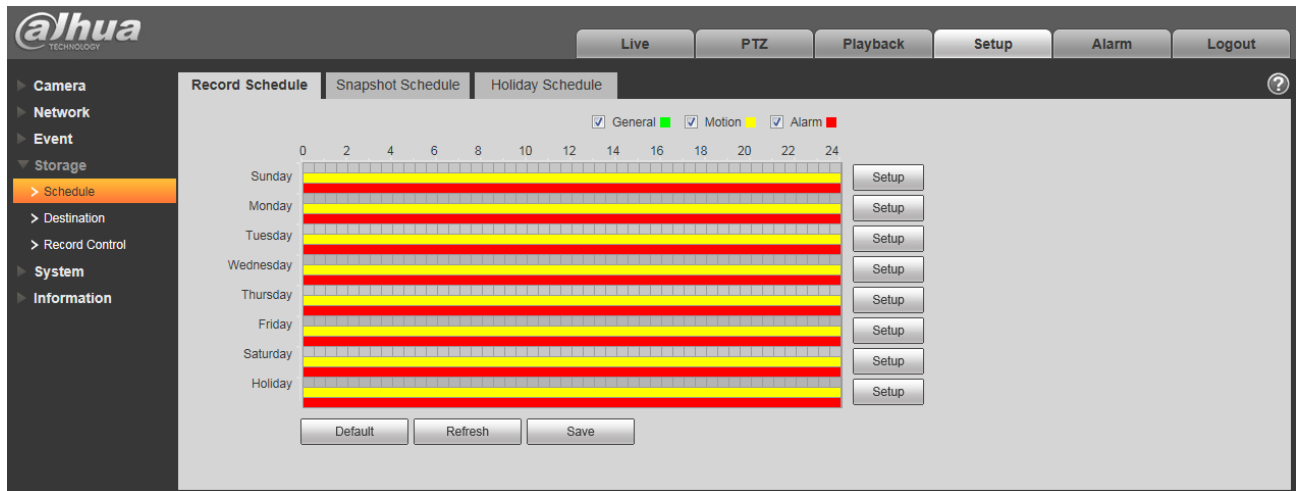 alhua
TECHNOLOGY
Live PTZ Playback Setup Alarm Logout
Camera
Network
Event
Storage
Schedule
Destination
Record Control
System
Information
Record Schedule Snapshot Schedule Holiday Schedule ?
General Motion Alarm
0 2 4 6 8 10 12 14 16 18 20 22 24
Sunday Setup
Monday Setup
Tuesday Setup
Wednesday Setup
Thursday Setup
Friday Setup
Saturday Setup
Holiday Setup
Default Refresh Save